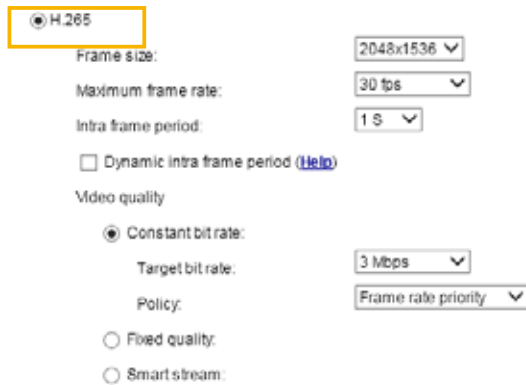 H.265
Frame size: 2048x1536
Maximum frame rate: 30 fps
Intra frame period: 1 S
Dynamic intra frame period (Help)
Video quality
Constant bit rate:
Target bit rate: 3 Mbps
Policy: Frame rate priority
Fixed quality:
Smart stream: